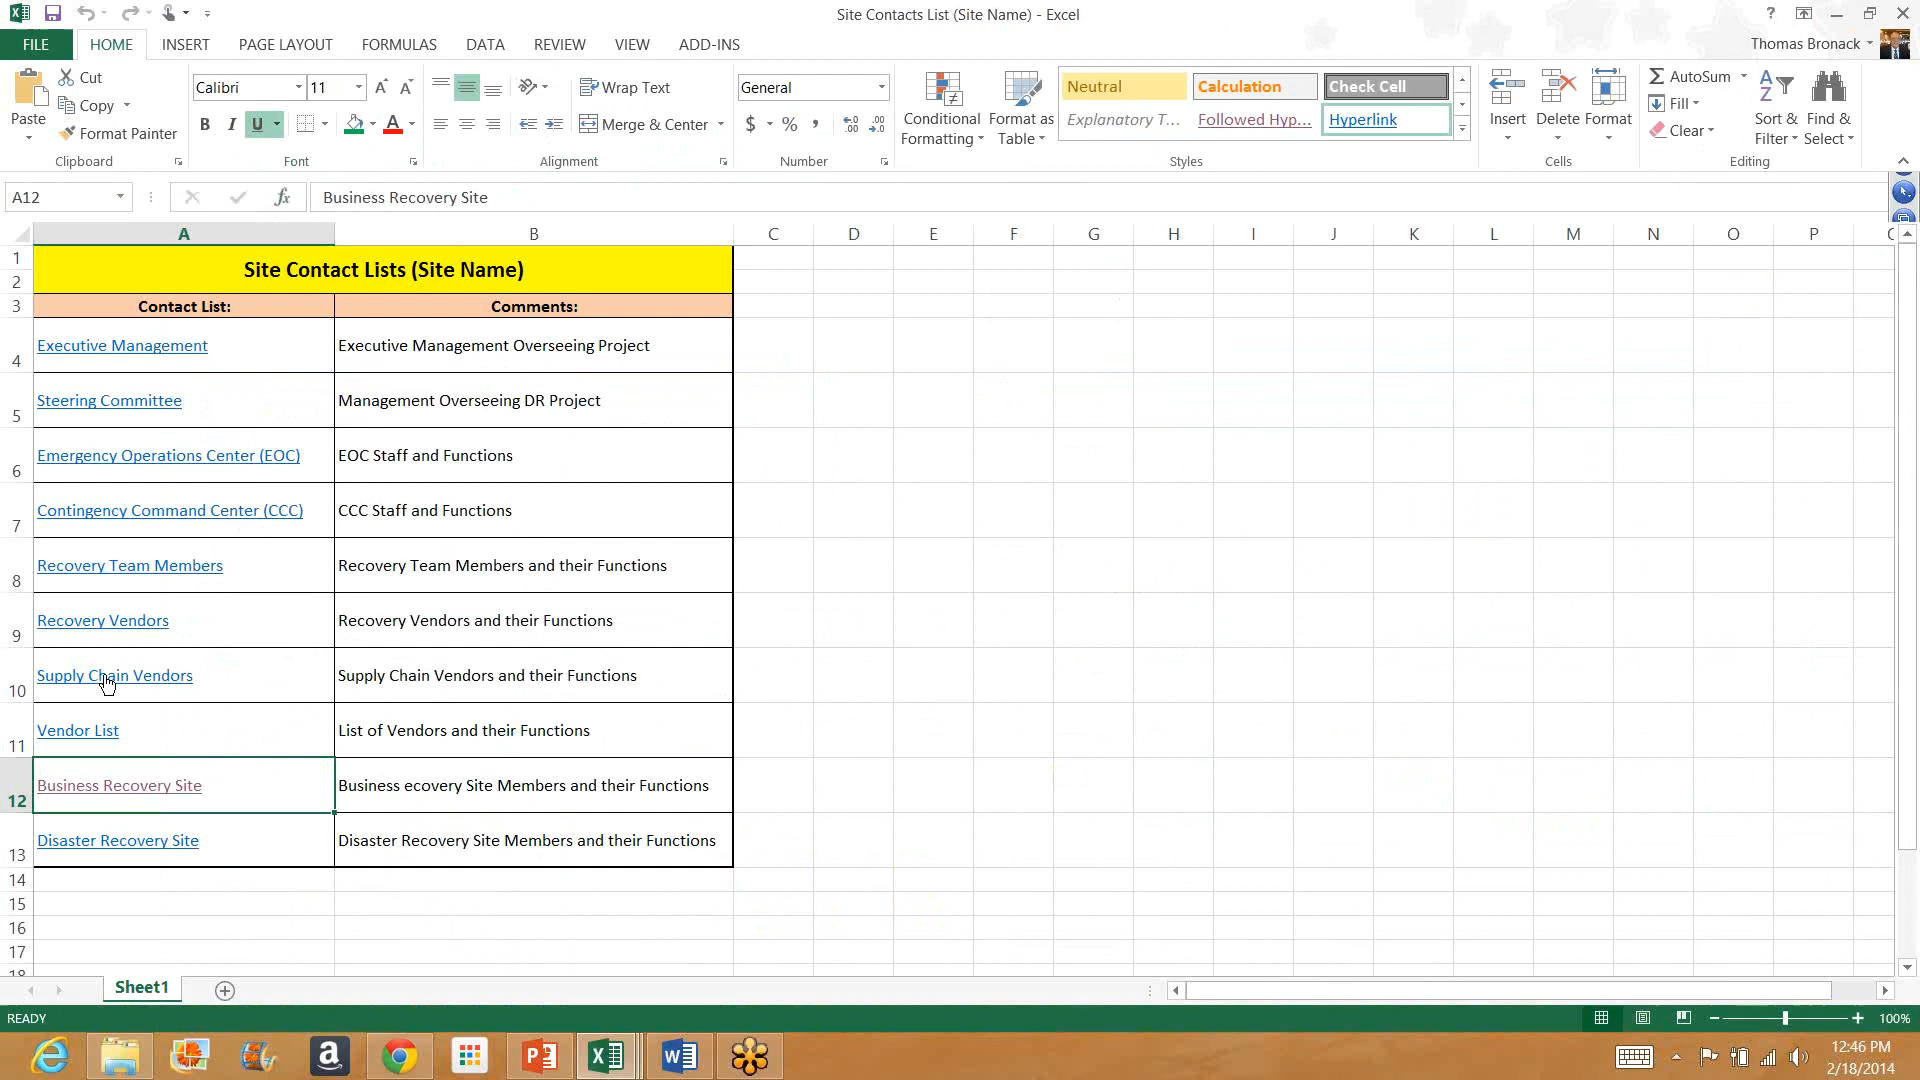 Site Contacts List (Site Name) - Excel
?
FILE HOME INSERT PAGE LAYOUT FORMULAS DATA REVIEW VIEW ADD-INS
Thomas Bronack
Paste
Cut
Copy
Format Painter
Clipboard
Calibri 11
B I U
Font
Wrap Text
Merge & Center
Alignment
General
$ % ,
Number
Conditional Formatting
Format as Table
Neutral Calculation Check Cell
Explanatory T... Followed Hyp... Hyperlink
Styles
Insert Delete Format
Cells
AutoSum
Fill
Clear
Sort & Filter
Find & Select
Editing
A12
fx
Business Recovery Site
A B C D E F G H I J K L M N O P
1
2 Site Contact Lists (Site Name)
3 Contact List: Comments:
4 Executive Management Executive Management Overseeing Project
5 Steering Committee Management Overseeing DR Project
6 Emergency Operations Center (EOC) EOC Staff and Functions
7 Contingency Command Center (CCC) CCC Staff and Functions
8 Recovery Team Members Recovery Team Members and their Functions
9 Recovery Vendors Recovery Vendors and their Functions
10 Supply Chain Vendors Supply Chain Vendors and their Functions
11 Vendor List List of Vendors and their Functions
12 Business Recovery Site Business ecovery Site Members and their Functions
13 Disaster Recovery Site Disaster Recovery Site Members and their Functions
14
15
16
17
18
Sheet1
READY
100%
12:46 PM
2/18/2014